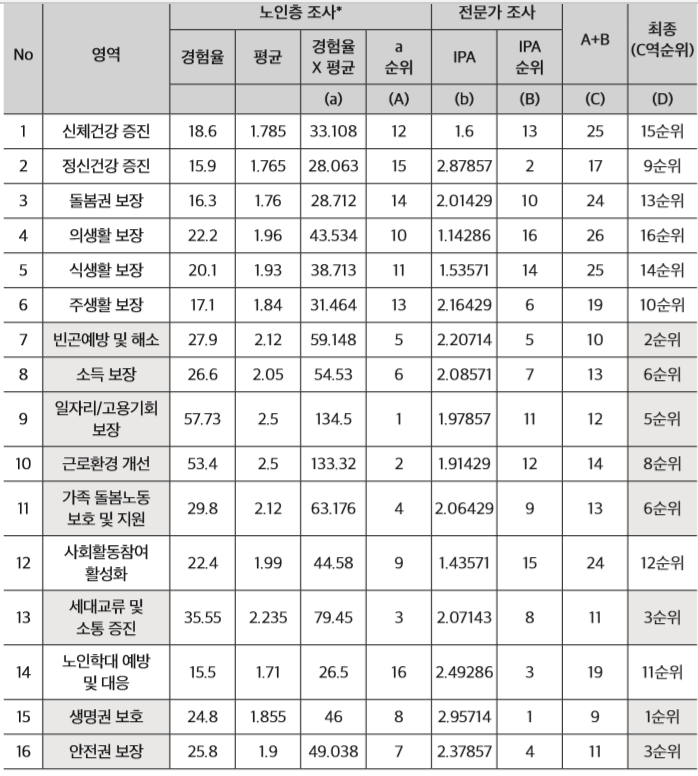 No 영역 노인층 조사* 전문가 조사 A+B 최종
(C역순위)
경험율 평균 경험율
X 평균 a
순위 IPA IPA
순위
(a) (A) (b) (B) (C) (D)
1 신체건강 증진 18.6 1.785 33.108 12 1.6 13 25 15순위
2 정신건강 증진 15.9 1.765 28.063 15 2.87857 2 17 9순위
3 돌봄권 보장 16.3 1.76 28.712 14 2.01429 10 24 13순위
4 의생활 보장 22.2 1.96 43.534 10 1.14286 16 26 16순위
5 식생활 보장 20.1 1.93 38.713 11 1.53571 14 25 14순위
6 주생활 보장 17.1 1.84 31.464 13 2.16429 6 19 10순위
7 빈곤예방 및 해소 27.9 2.12 59.148 5 2.20714 5 10 2순위
8 소득 보장 26.6 2.05 54.53 6 2.08571 7 13 6순위
9 일자리/고용기회
보장 57.73 2.5 134.5 1 1.97857 11 12 5순위
10 근로환경 개선 53.4 2.5 133.32 2 1.91429 12 14 8순위
11 가족 돌봄노동
보호 및 지원 29.8 2.12 63.176 4 2.06429 9 13 6순위
12 사회활동참여
활성화 22.4 1.99 44.58 9 1.43571 15 24 12순위
13 세대교류 및
소통 증진 35.55 2.235 79.45 3 2.07143 8 11 3순위
14 노인학대 예방
및 대응 15.5 1.71 26.5 16 2.49286 3 19 11순위
15 생명권 보호 24.8 1.855 46 8 2.95714 1 9 1순위
16 안전권 보장 25.8 1.9 49.038 7 2.37857 4 11 3순위